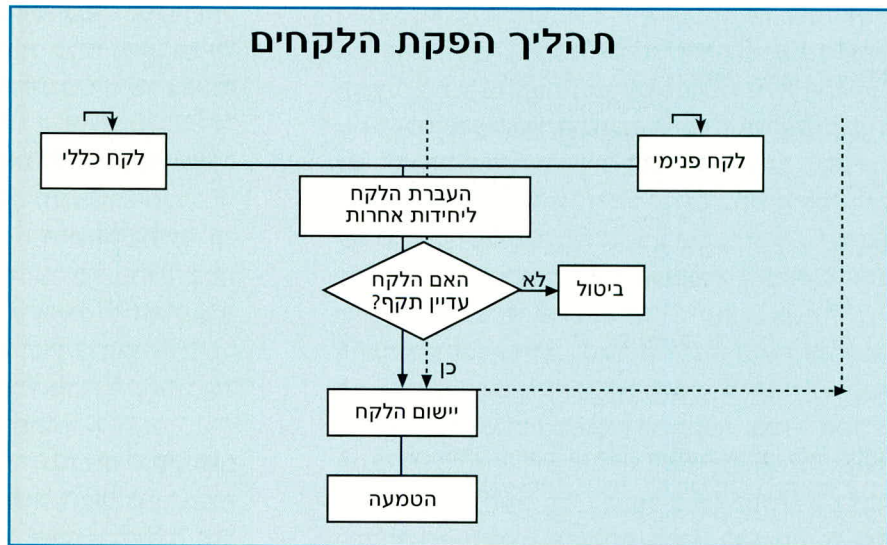 תהליך הפקת הלקחים
לקח פנימי
לקח כללי
העברת הלקח
ליחידות אחרות
האם הלקח
עדיין תקף?
לא
ביטול
כן
יישום הלקח
הטמעה